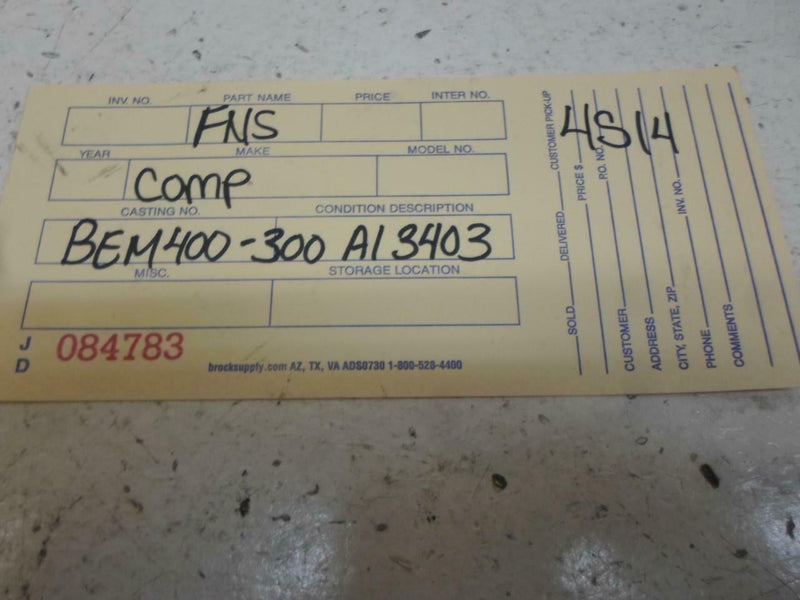 INV. NO. PART NAME PRICE INTER NO.
FNS
YEAR MAKE MODEL NO.
COMP
CASTING NO. CONDITION DESCRIPTION
BEM400-300 A13403
MISC. STORAGE LOCATION
J D 084783
brocksupply.com AZ, TX, VA ADS0730 1-800-528-4400
4S14
SOLD DELIVERED CUSTOMER PICK-UP
PRICE $
P.O. NO.
CUSTOMER
ADDRESS
CITY, STATE, ZIP INV. NO.
PHONE
COMMENTS